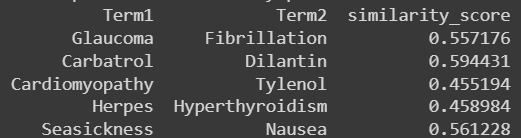 Term1 Term2 similarity_score
Glaucoma Fibrillation 0.557176
Carbatrol Dilantin 0.594431
Cardiomyopathy Tylenol 0.455194
Herpes Hyperthyroidism 0.458984
Seasickness Nausea 0.561228